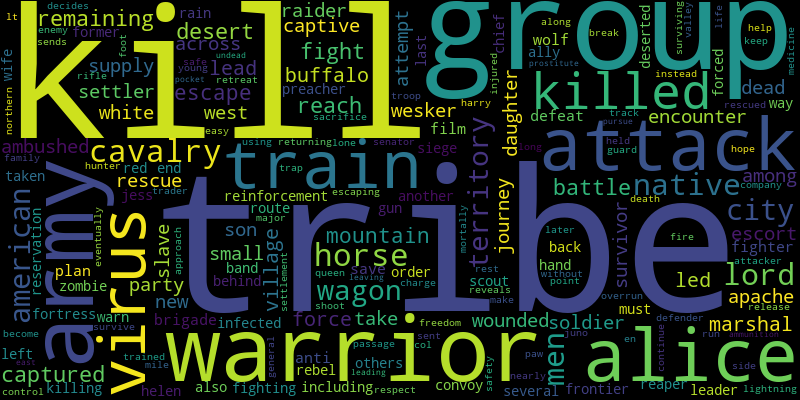 decides rain raider kill group life
lt remaining desert captive attempt wolf along break help surviving
enemy former across fight last chief deserted valley keep
sends foot undead buffalo ally injured medicine
wife supply rifle safe young lead preacher forced killed instead dead
northern settler pocket retreat escape reach troop harry prostitute rescued way
white west sacrifice wesker daughter defeat track encounter
easy film pursue
ambushed cavalry using returning lone senator siege long attack held hope
family hunter red end trap train territory guard among
taken rescue reinforcement escaping another battle native company
american jess trader route major gun journey survivor death city
reservation army virus eventually slave son mountain mortally later fire escort
approach small village horse back attacker fighter
plan party band queen leaving save order rest scout hand without led lord
zombie behind settlement wagon charge reveals point tribe apache
fortress warn new shoot make overrun must release
brigade force take freedom wounded soldier defender marshal
become survive infected general passage sent col juno en run ambition
left trained anti others paw men continue side
captured mile warrior rebel leading convoy safety nearly alice reaper lightning
control killing east helen also fighting including respect several frontier leader